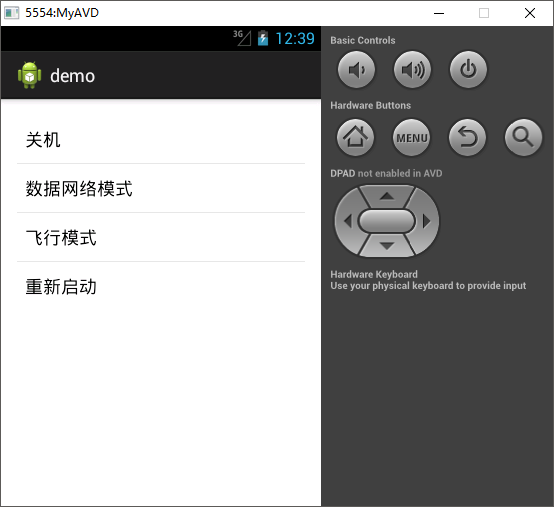 5554:MyAVD
3G 12:39
demo
关机
数据网络模式
飞行模式
重新启动
Basic Controls
Hardware Buttons
MENU
DPAD not enabled in AVD
Hardware Keyboard
Use your physical keyboard to provide input